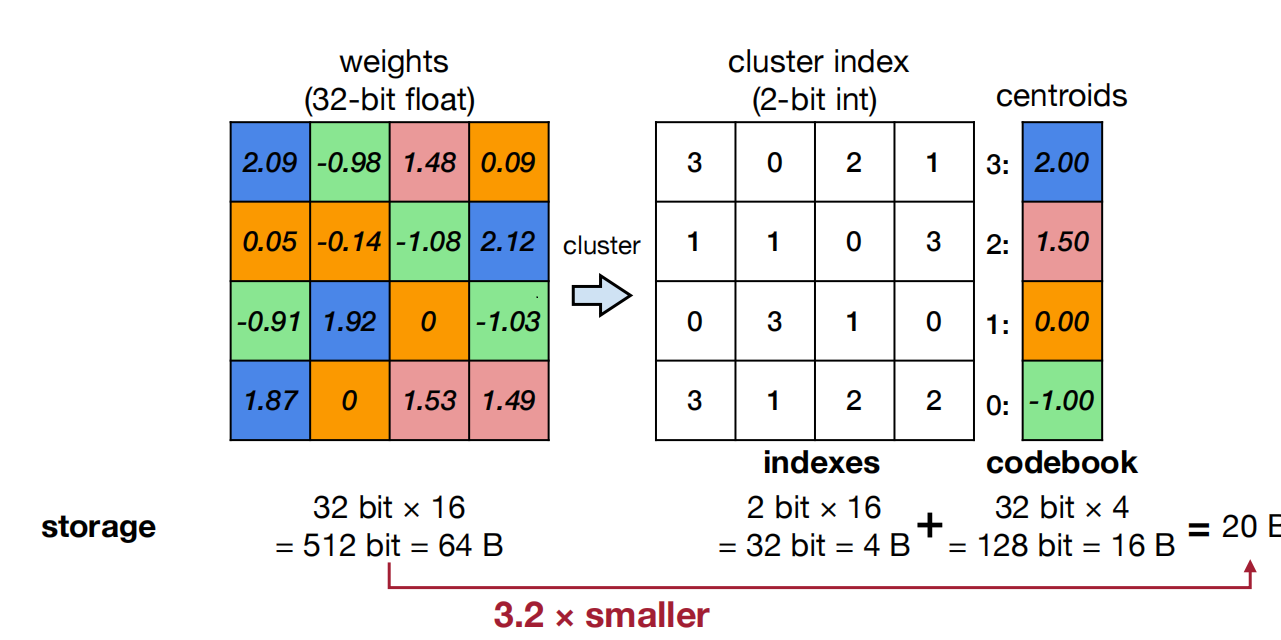 weights
(32-bit float)
cluster index
(2-bit int)
centroids
2.09 -0.98 1.48 0.09
3 0 2 1
3: 2.00
0.05 -0.14 -1.08 2.12
cluster
1 1 0 3
2: 1.50
-0.91 1.92 0 -1.03
0 3 1 0
1: 0.00
1.87 0 1.53 1.49
3 1 2 2
0: -1.00
indexes
codebook
storage
32 bit × 16
= 512 bit = 64 B
2 bit × 16
= 32 bit = 4 B
+
32 bit × 4
= 128 bit = 16 B
= 20 B
3.2 × smaller